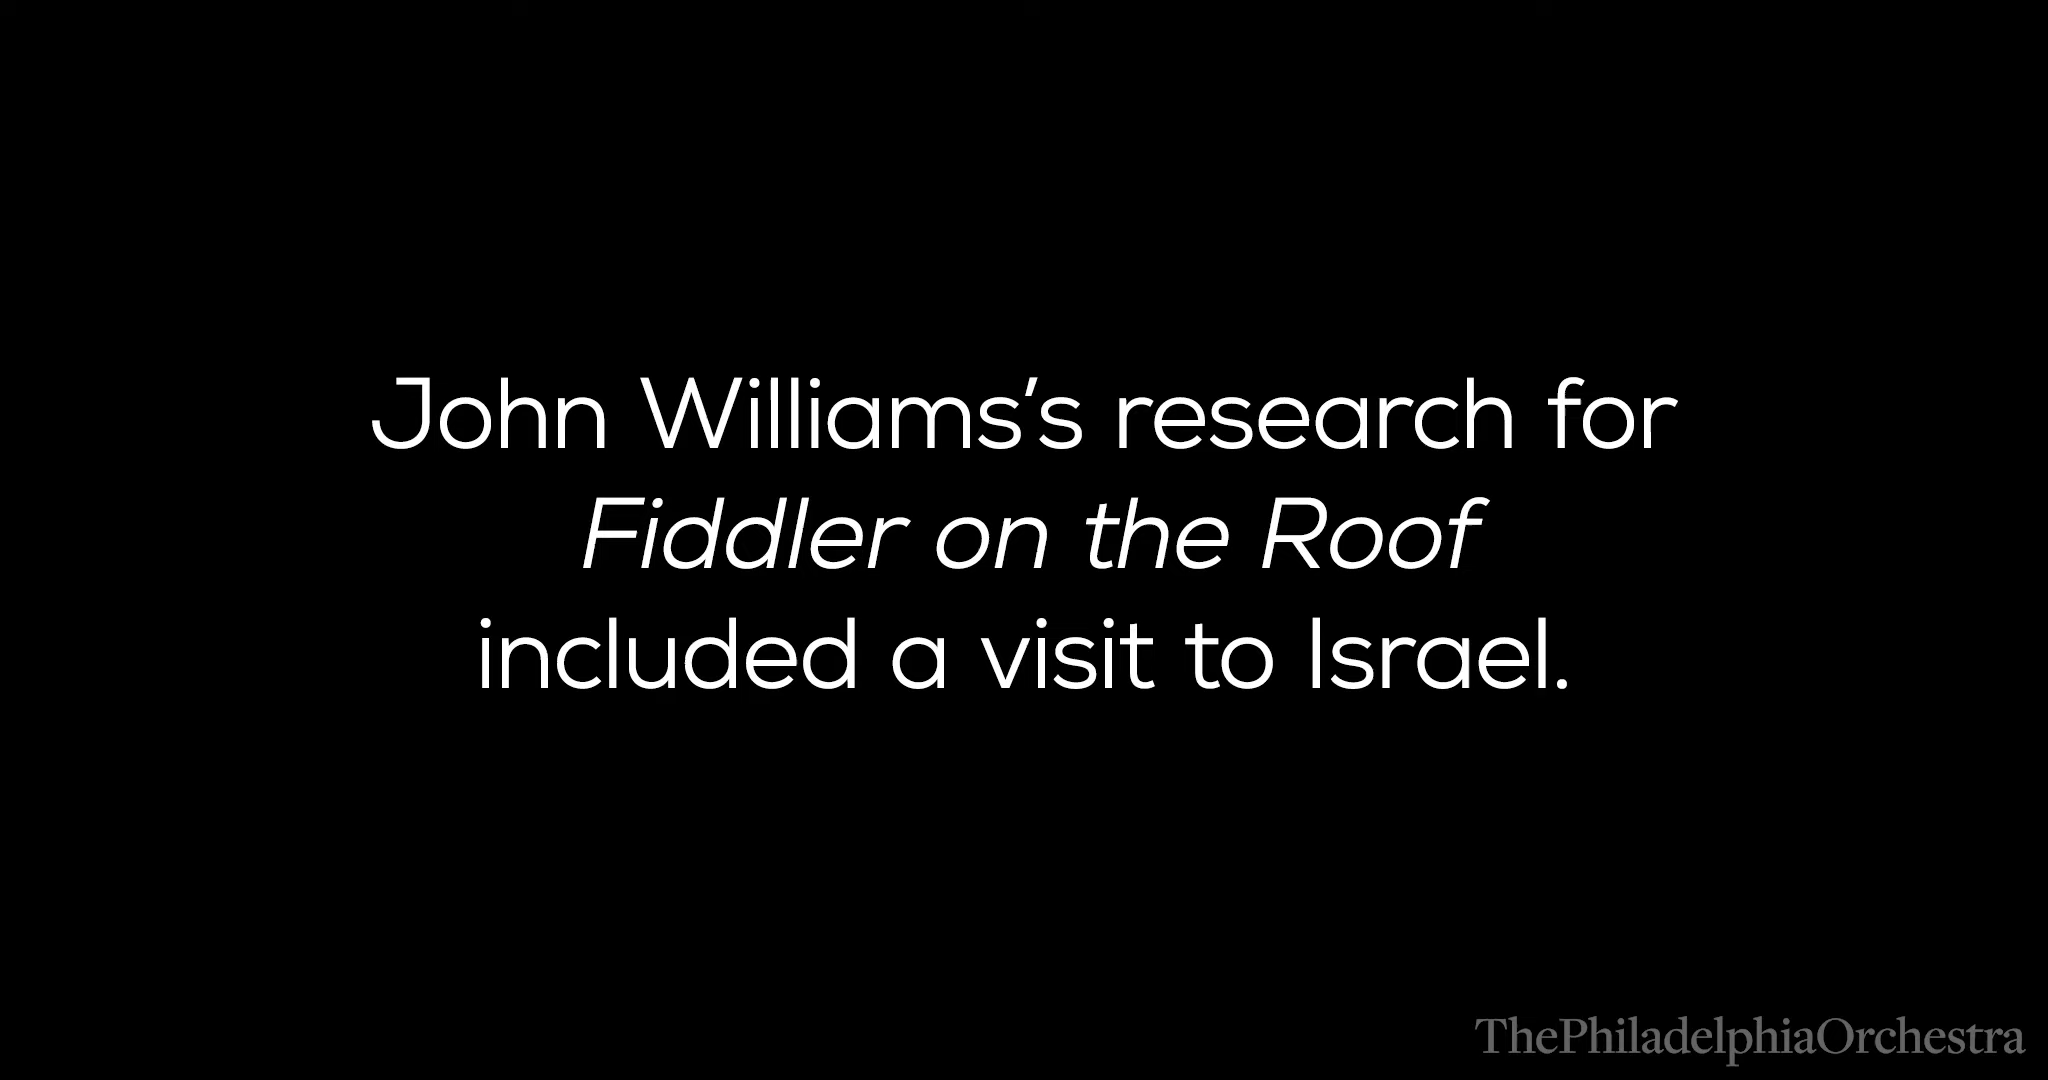 John Williams’s research for
Fiddler on the Roof
included a visit to Israel.
ThePhiladelphiaOrchestra